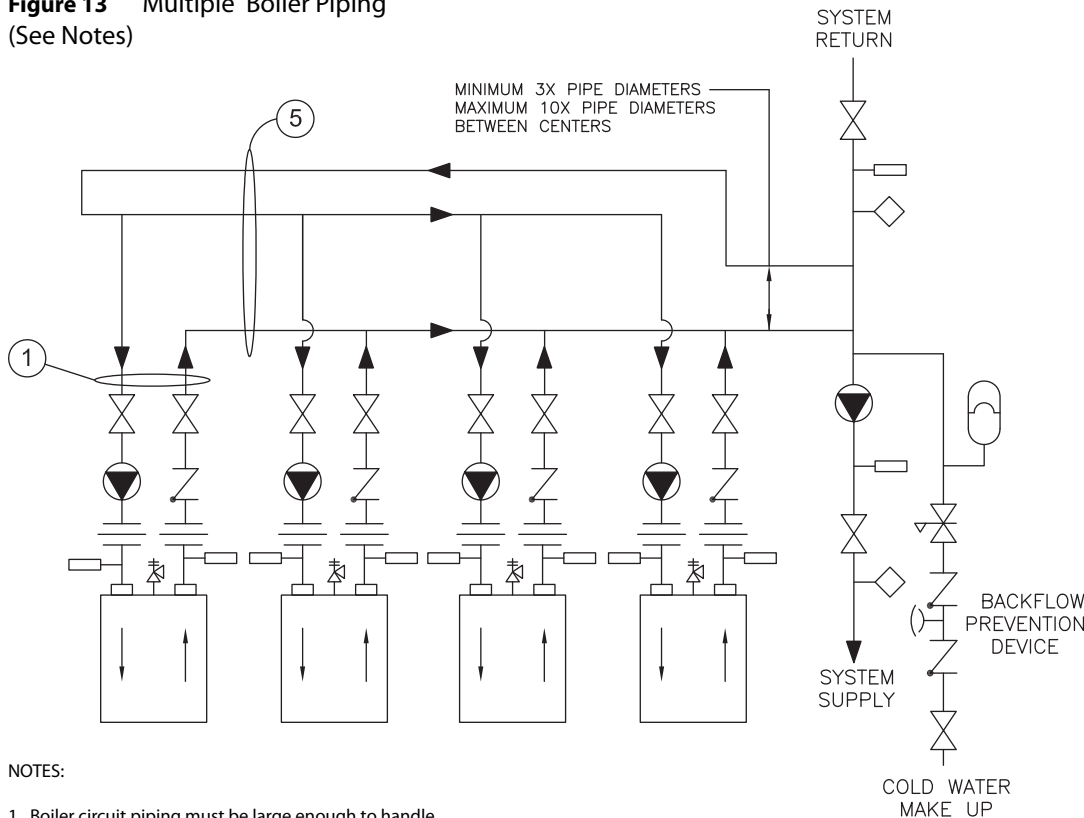 Figure 13 Multiple Boiler Piping
(See Notes)
SYSTEM
RETURN
MINIMUM 3X PIPE DIAMETERS
MAXIMUM 10X PIPE DIAMETERS
BETWEEN CENTERS
5
1
BACKFLOW
PREVENTION
DEVICE
SYSTEM
SUPPLY
COLD WATER
MAKE UP
NOTES:
1. Boiler circuit piping must be large enough to handle